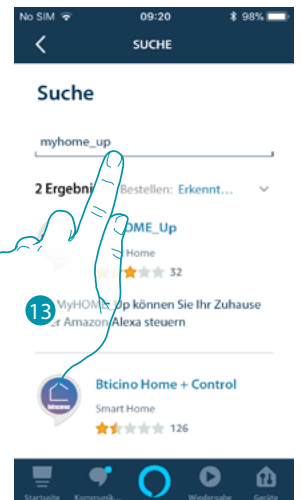 No SIM 09:20 98%
SUCHE
Suche
myhome_up
2 Ergebni Bestellen: Erkennt...
OME_Up
Home
32
13
MyHOME_Up können Sie Ihr Zuhause
er Amazon Alexa steuern
bticino
Bticino Home + Control
Smart Home
126
Startseite Kommunik... Wiedergabe Geräte